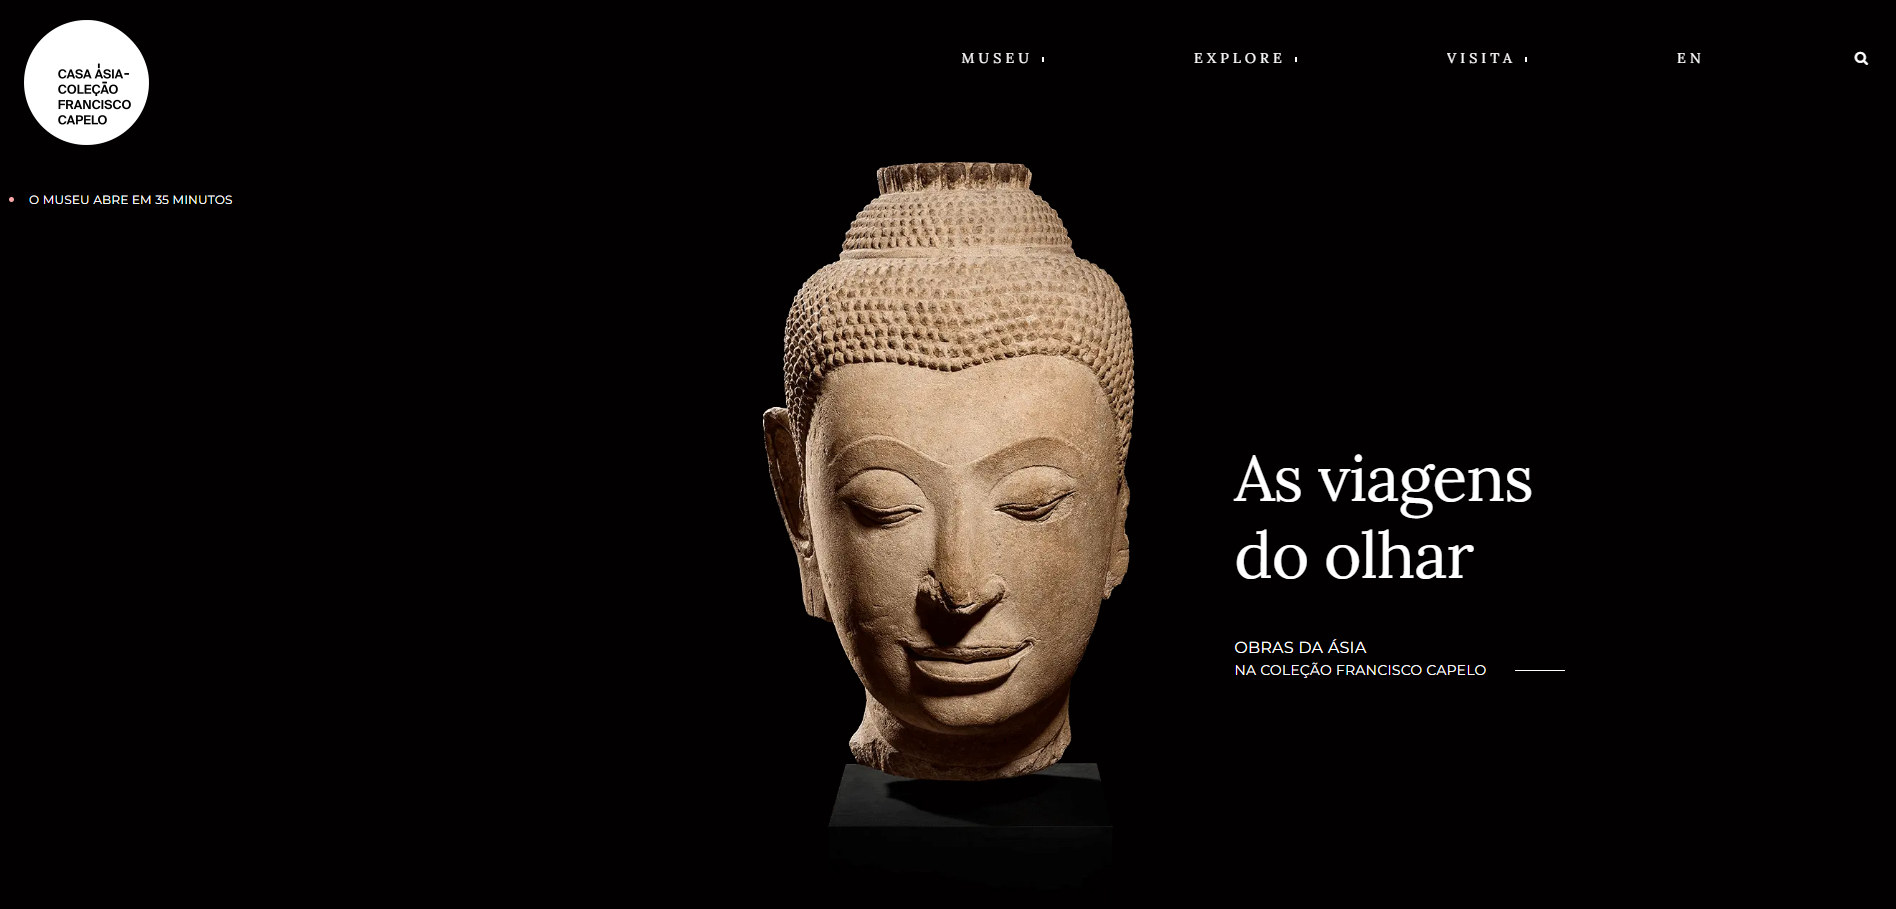 CASA ÁSIA-
COLEÇÃO
FRANCISCO
CAPELO
MUSEU
EXPLORE
VISITA
EN
O MUSEU ABRE EM 35 MINUTOS
As viagens
do olhar
OBRAS DA ÁSIA
NA COLEÇÃO FRANCISCO CAPELO